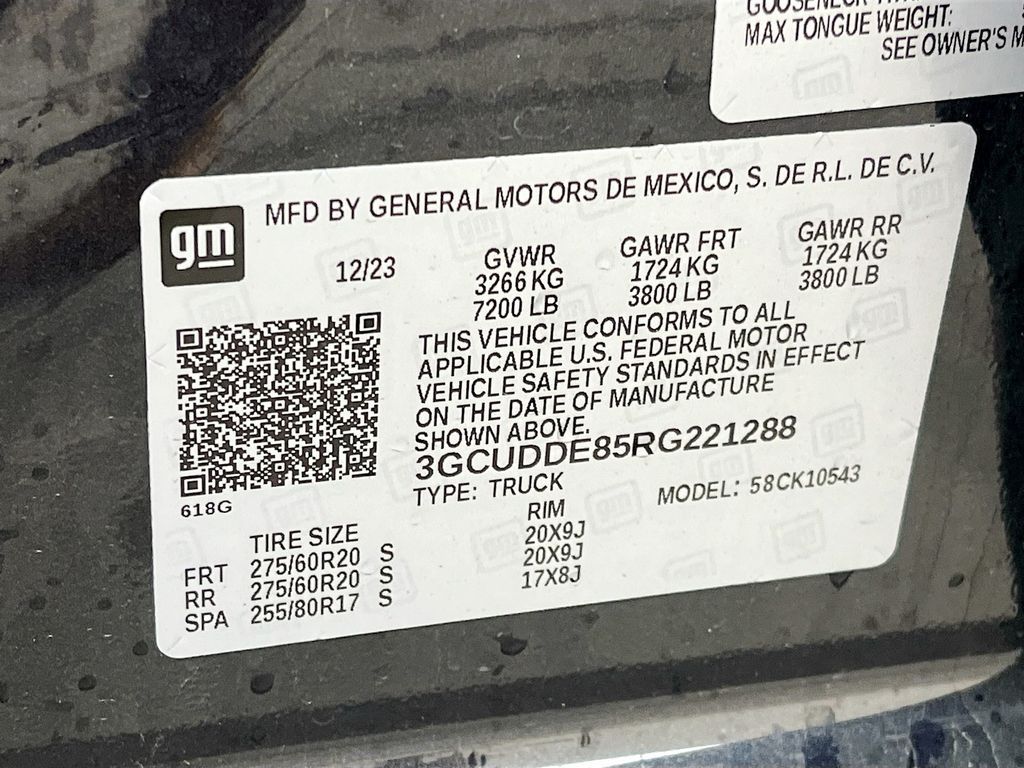 MAX TONGUE WEIGHT:
SEE OWNER'S
MFD BY GENERAL MOTORS DE MEXICO, S. DE R.L. DE C.V.
gm
12/23
GVWR
3266 KG
7200 LB
GAWR FRT
1724 KG
3800 LB
GAWR RR
1724 KG
3800 LB
THIS VEHICLE CONFORMS TO ALL
APPLICABLE U.S. FEDERAL MOTOR
VEHICLE SAFETY STANDARDS IN EFFECT
ON THE DATE OF MANUFACTURE
SHOWN ABOVE.
3GCUDDE85RG221288
TYPE: TRUCK
MODEL: 58CK10543
618G
TIRE SIZE RIM
FRT 275/60R20 S 20X9J
RR 275/60R20 S 20X9J
SPA 255/80R17 S 17X8J